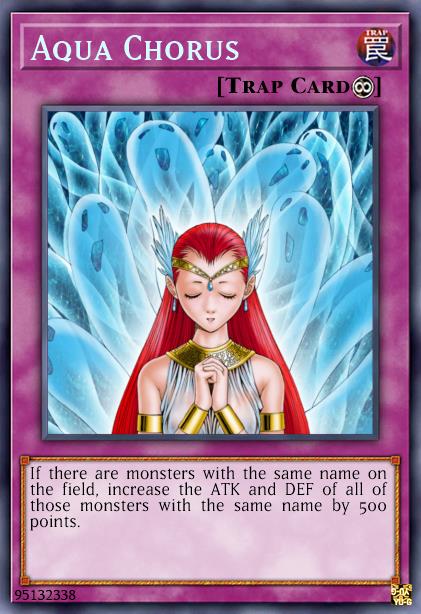 AQUA CHORUS
TRAP
罠
[TRAP CARD♾]
If there are monsters with the same name on
the field, increase the ATK and DEF of all of
those monsters with the same name by 500
points.
95132338